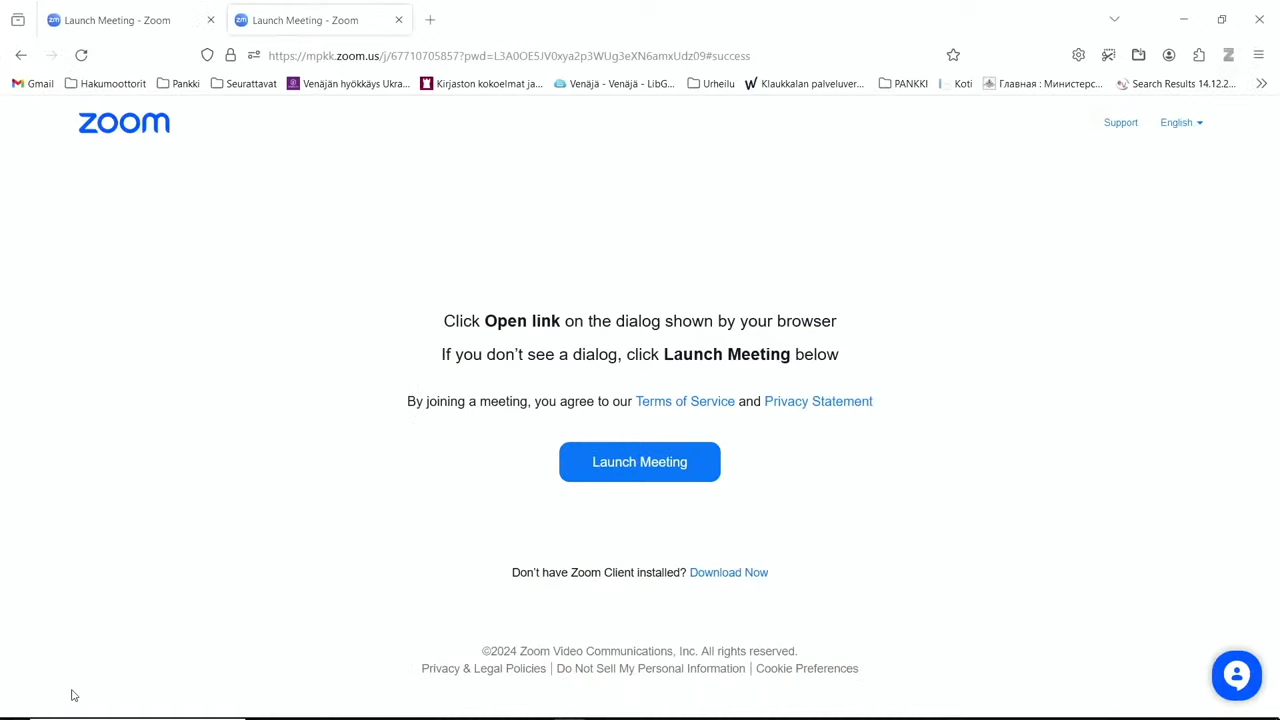 Launch Meeting - Zoom
Launch Meeting - Zoom
https://mpkk.zoom.us/j/67710705857?pwd=L3A0OE5JV0xya2p3WUg3eXN6amxUdz09#success
Gmail
Hakumoottorit
Pankki
Seurattavat
Venäjän hyökkäys Ukra...
Kirjaston kokoelmat ja...
Venäjä - Venäjä - LibG...
Urheilu
Klaukkalan palveluver...
PANKKI
Koti
Главная : Министерс...
Search Results 14.12.2...
zoom
Support
English
Click Open link on the dialog shown by your browser
If you don't see a dialog, click Launch Meeting below
By joining a meeting, you agree to our Terms of Service and Privacy Statement
Launch Meeting
Don't have Zoom Client installed? Download Now
©2024 Zoom Video Communications, Inc. All rights reserved.
Privacy & Legal Policies | Do Not Sell My Personal Information | Cookie Preferences